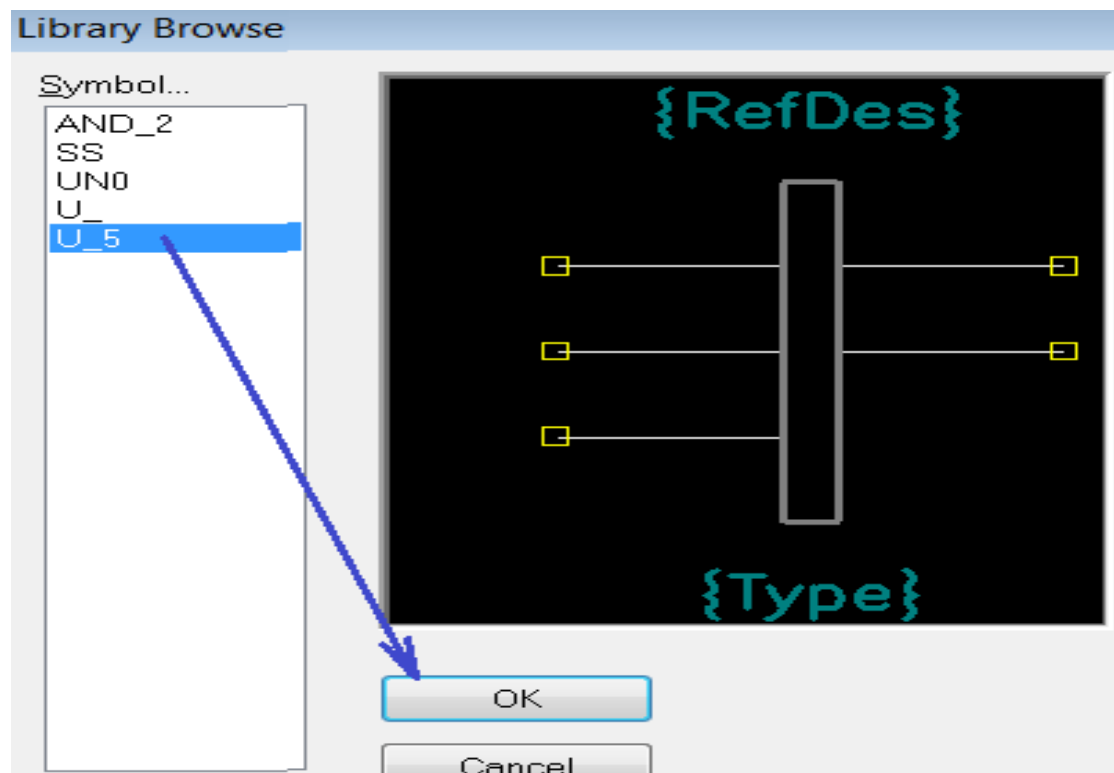 Library Browse
Symbol...
AND_2
SS
UN0
U_
U_5
{RefDes}
{Type}
OK
Cancel